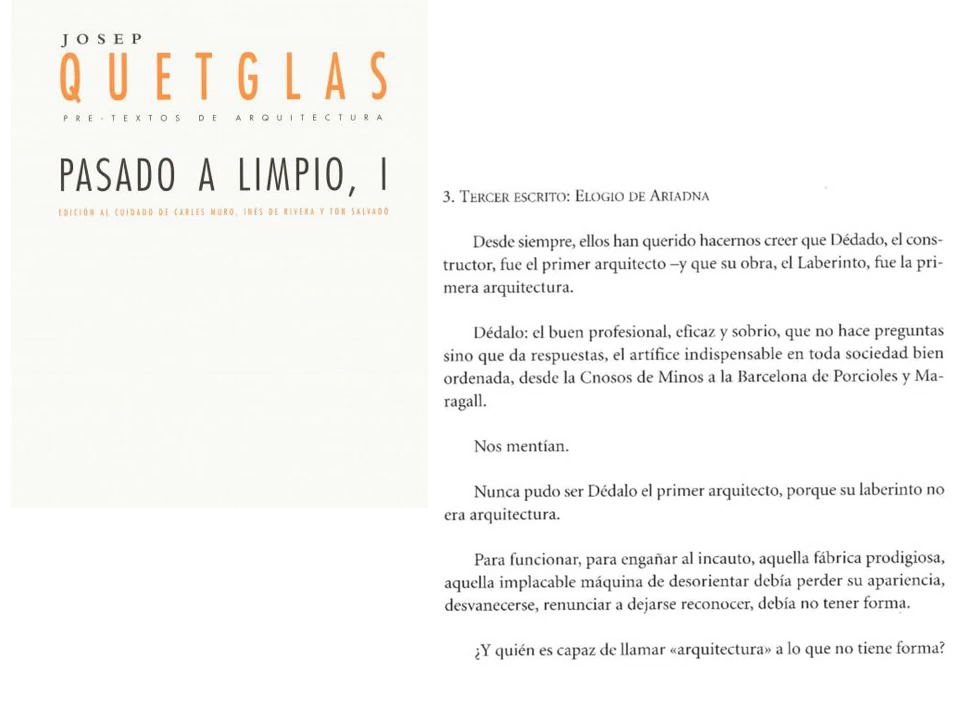 JOSEP
QUETGLAS
PRE-TEXTOS DE ARQUITECTURA
PASADO A LIMPIO, I
EDICIÓN AL CUIDADO DE CARLES MURO, INÉS DE RIVERA Y TON SALVADÓ
3. TERCER ESCRITO: ELOGIO DE ARIADNA
Desde siempre, ellos han querido hacernos creer que Dédado, el cons-
tructor, fue el primer arquitecto –y que su obra, el Laberinto, fue la pri-
mera arquitectura.
Dédalo: el buen profesional, eficaz y sobrio, que no hace preguntas
sino que da respuestas, el artífice indispensable en toda sociedad bien
ordenada, desde la Cnosos de Minos a la Barcelona de Porcioles y Ma-
ragall.
Nos mentían.
Nunca pudo ser Dédalo el primer arquitecto, porque su laberinto no
era arquitectura.
Para funcionar, para engañar al incauto, aquella fábrica prodigiosa,
aquella implacable máquina de desorientar debía perder su apariencia,
desvanecerse, renunciar a dejarse reconocer, debía no tener forma.
¿Y quién es capaz de llamar «arquitectura» a lo que no tiene forma?